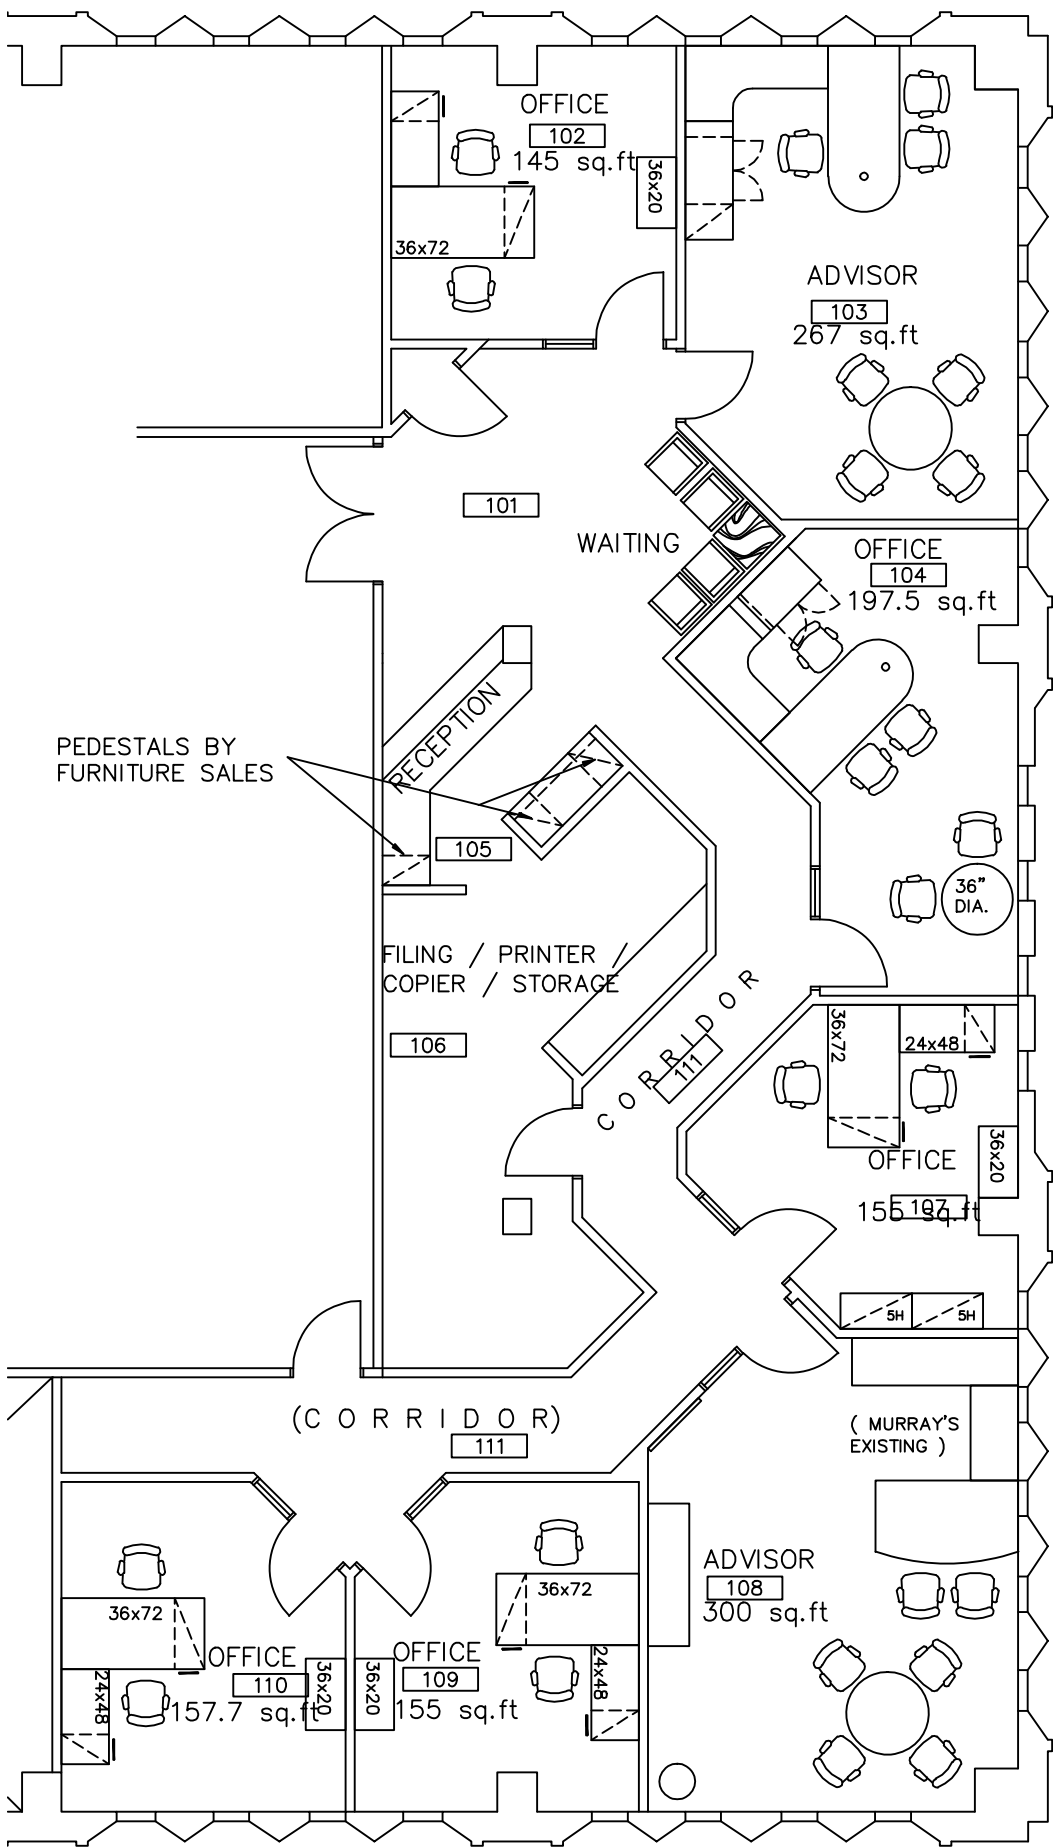 OFFICE
102
145 sq.ft
36x20
36x72
ADVISOR
103
267 sq.ft
101
WAITING
OFFICE
104
197.5 sq.ft
RECEPTION
PEDESTALS BY
FURNITURE SALES
105
36"
DIA.
FILING / PRINTER /
COPIER / STORAGE
106
CORRIDOR
111
36x72
24x48
OFFICE
36x20
107
155 sq.ft
5H
5H
(CORRIDOR)
111
( MURRAY'S
EXISTING )
ADVISOR
108
300 sq.ft
36x72
OFFICE
110
157.7 sq.ft
24x48
36x20
36x20
36x72
OFFICE
109
155 sq.ft
24x48